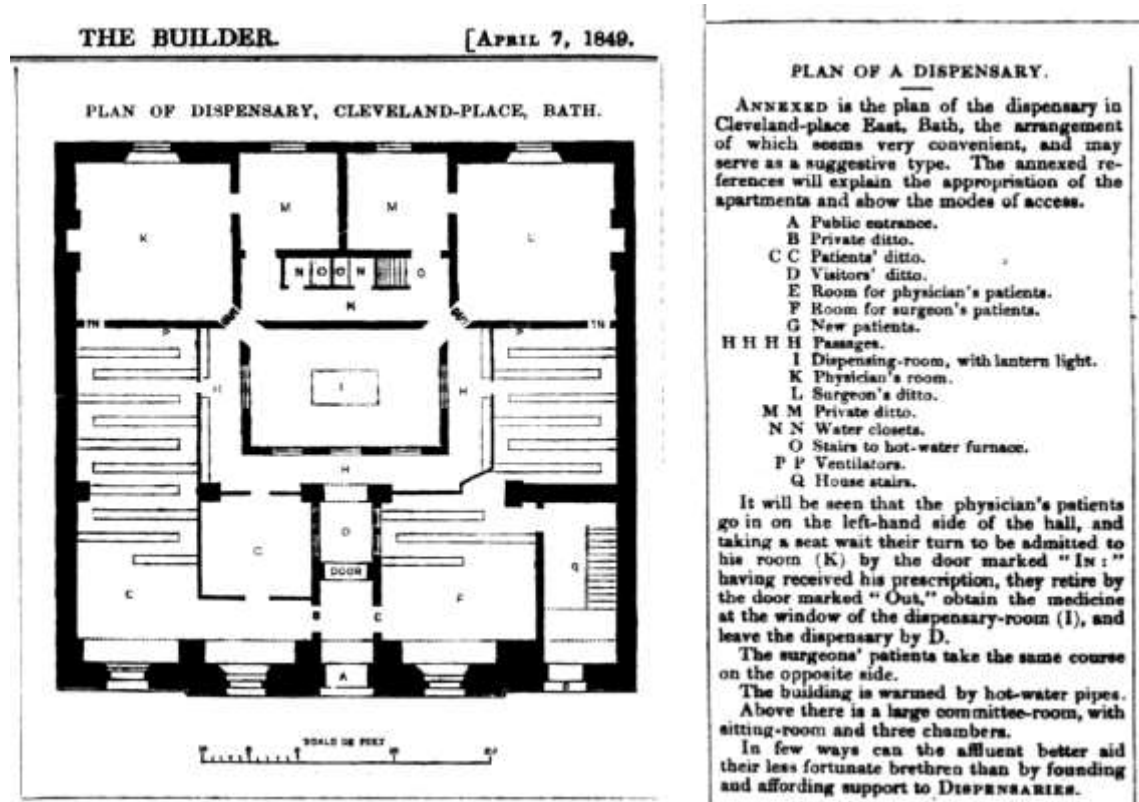 THE BUILDER.
[APRIL 7, 1849.
PLAN OF DISPENSARY, CLEVELAND-PLACE, BATH.
M
M
K
L
N
O
O
N
O
H
OUT
OUT
IN
IN
P
P
H
H
I
H
G
D
DOOR
E
F
Q
C
A
SCALE OF FEET
PLAN OF A DISPENSARY.
ANNEXED is the plan of the dispensary in
Cleveland-place East, Bath, the arrangement
of which seems very convenient, and may
serve as a suggestive type. The annexed re-
ferences will explain the appropriation of the
apartments and show the modes of access.
A Public entrance.
B Private ditto.
C C Patients' ditto.
D Visitors' ditto.
E Room for physician's patients.
F Room for surgeon's patients.
G New patients.
H H H H Passages.
I Dispensing-room, with lantern light.
K Physician's room.
L Surgeon's ditto.
M M Private ditto.
N N Water closets.
O Stairs to hot-water furnace.
P P Ventilators.
Q House stairs.
It will be seen that the physician's patients
go in on the left-hand side of the hall, and
taking a seat wait their turn to be admitted to
his room (K) by the door marked "IN:"
having received his prescription, they retire by
the door marked "Out," obtain the medicine
at the window of the dispensary-room (I), and
leave the dispensary by D.
The surgeons' patients take the same course
on the opposite side.
The building is warmed by hot-water pipes.
Above there is a large committee-room, with
sitting-room and three chambers.
In few ways can the affluent better aid
their less fortunate brethren than by founding
and affording support to DISPENSARIES.